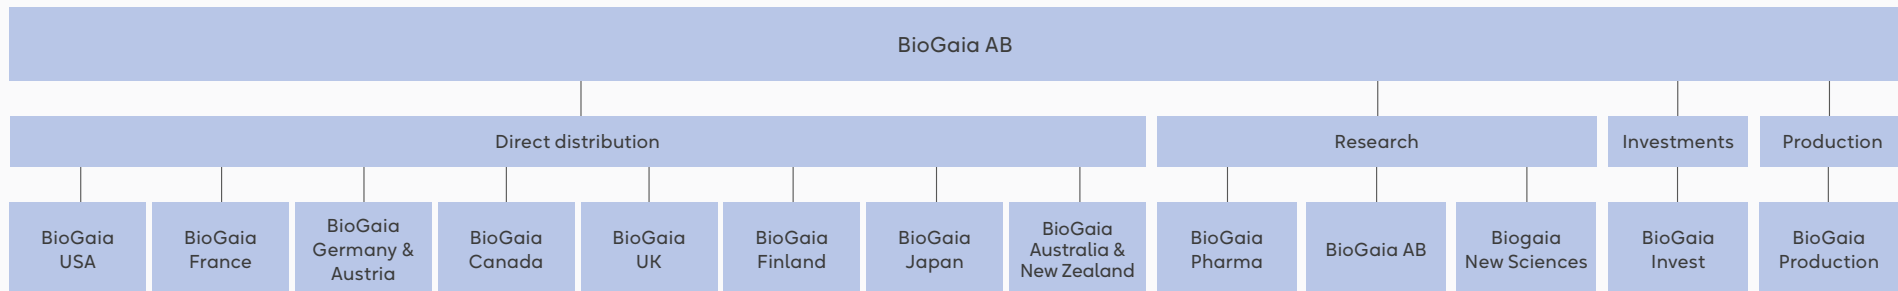 BioGaia AB
Direct distribution
Research
Investments
Production
BioGaia
USA
BioGaia
France
BioGaia
Germany &
Austria
BioGaia
Canada
BioGaia
UK
BioGaia
Finland
BioGaia
Japan
BioGaia
Australia &
New Zealand
BioGaia
Pharma
BioGaia AB
Biogaia
New Sciences
BioGaia
Invest
BioGaia
Production